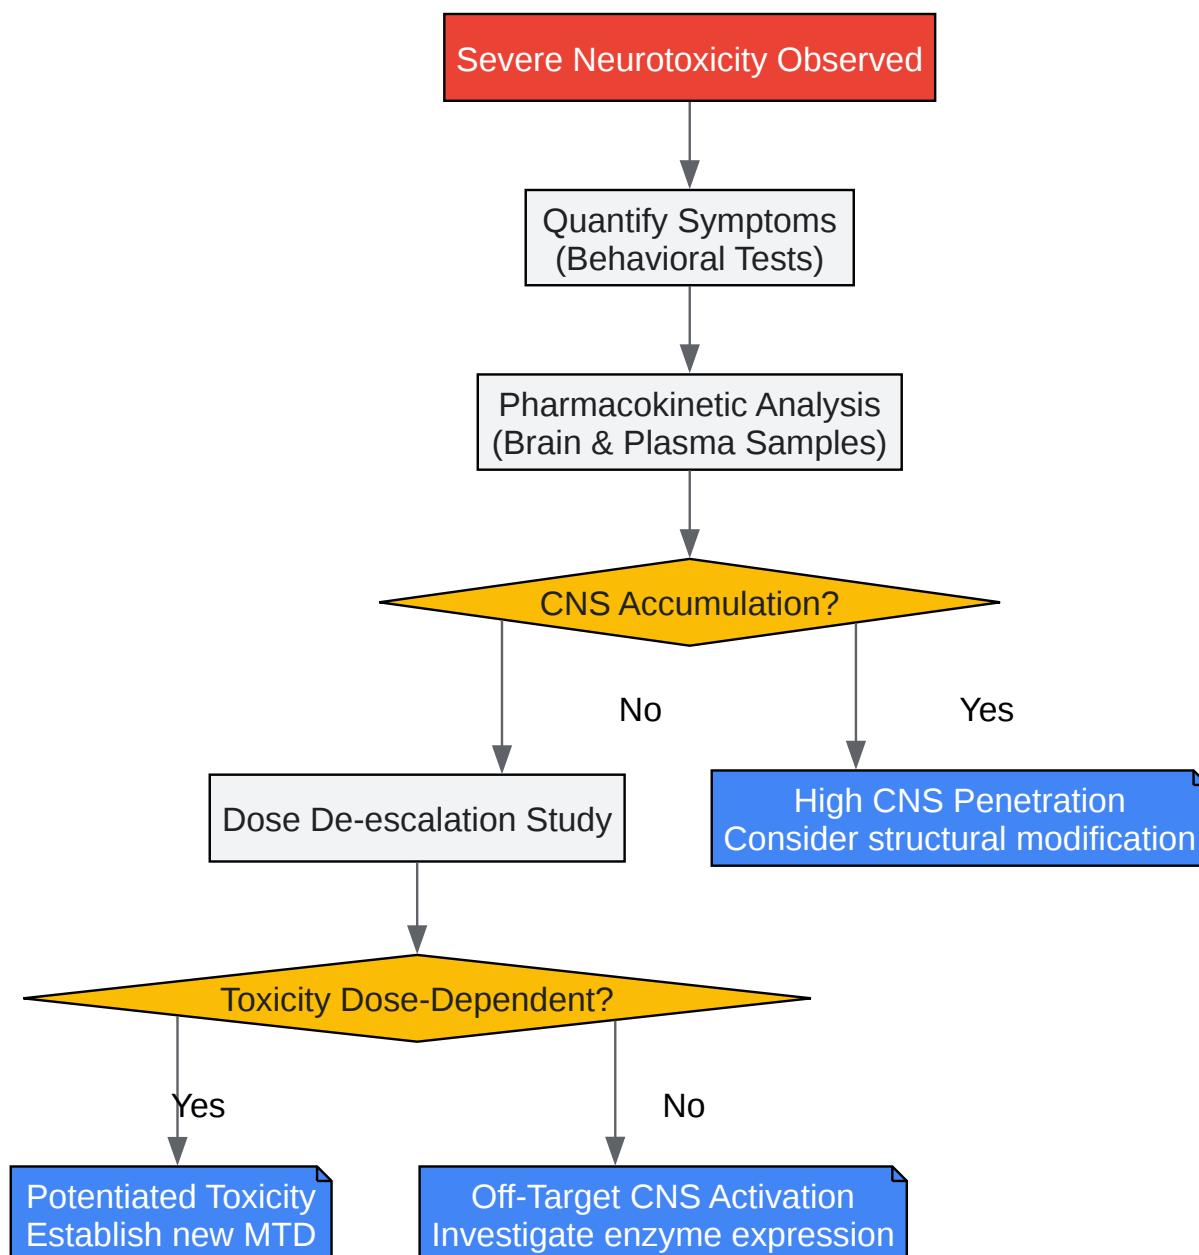 Severe Neurotoxicity Observed
Quantify Symptoms
(Behavioral Tests)
Pharmacokinetic Analysis
(Brain & Plasma Samples)
CNS Accumulation?
No
Yes
Dose De-escalation Study
High CNS Penetration
Consider structural modification
Toxicity Dose-Dependent?
Yes
No
Potentiated Toxicity
Establish new MTD
Off-Target CNS Activation
Investigate enzyme expression